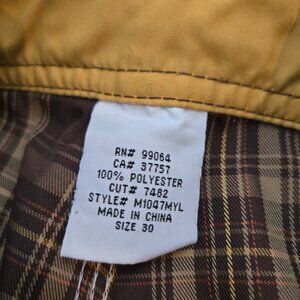 RN# 99064
CA# 37757
100% POLYESTER
CUT# 7482
STYLE# M1047MYL
MADE IN CHINA
SIZE 30